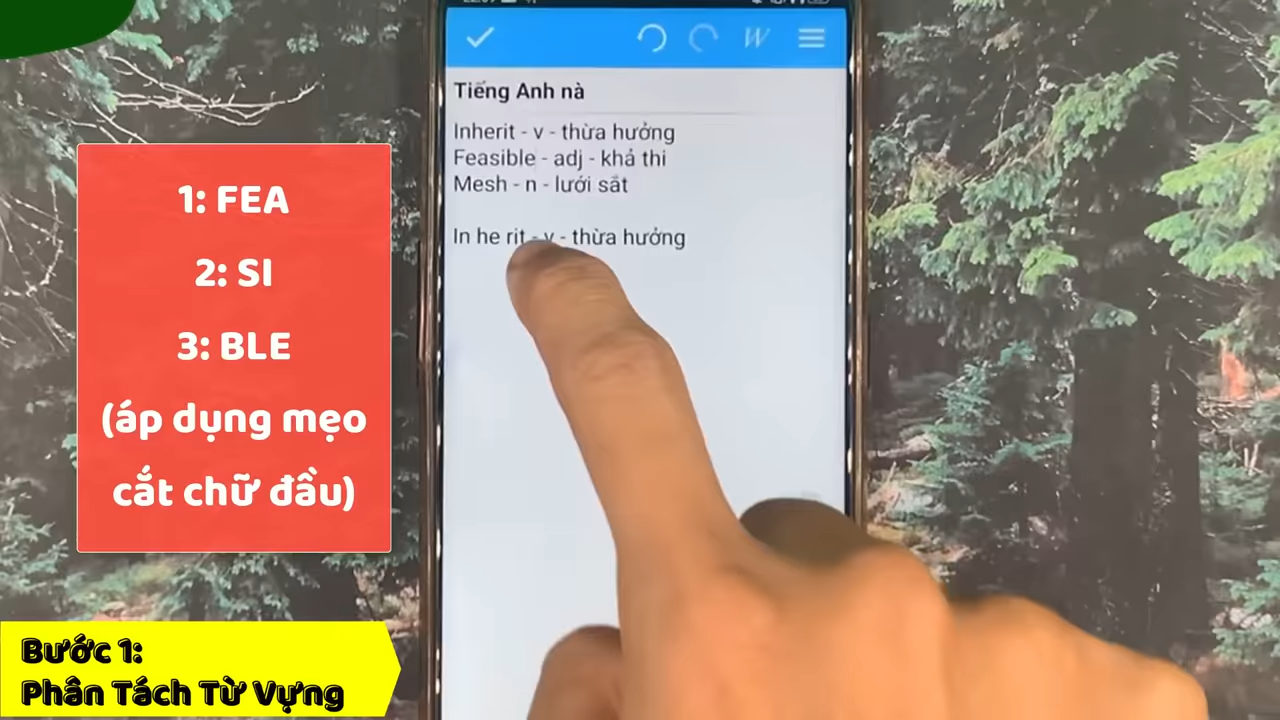 1: FEA
2: SI
3: BLE
(áp dụng mẹo
cắt chữ đầu)
Bước 1:
Phân Tách Từ Vựng
W
Tiếng Anh nà
Inherit - v - thừa hưởng
Feasible - adj - khả thi
Mesh - n - lưới sắt
In he rit - v - thừa hưởng